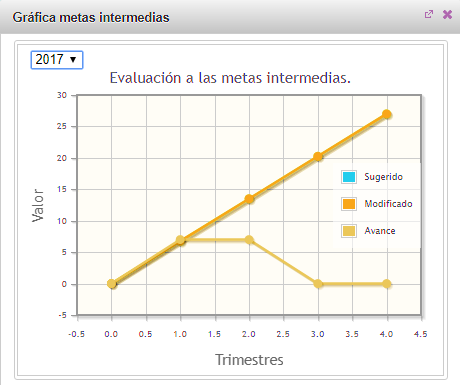 Gráfica metas intermedias
2017
Evaluación a las metas intermedias.
30
25
20
15
10
5
0
-5
Valor
Sugerido
Modificado
Avance
-0.5 0.0 0.5 1.0 1.5 2.0 2.5 3.0 3.5 4.0 4.5
Trimestres